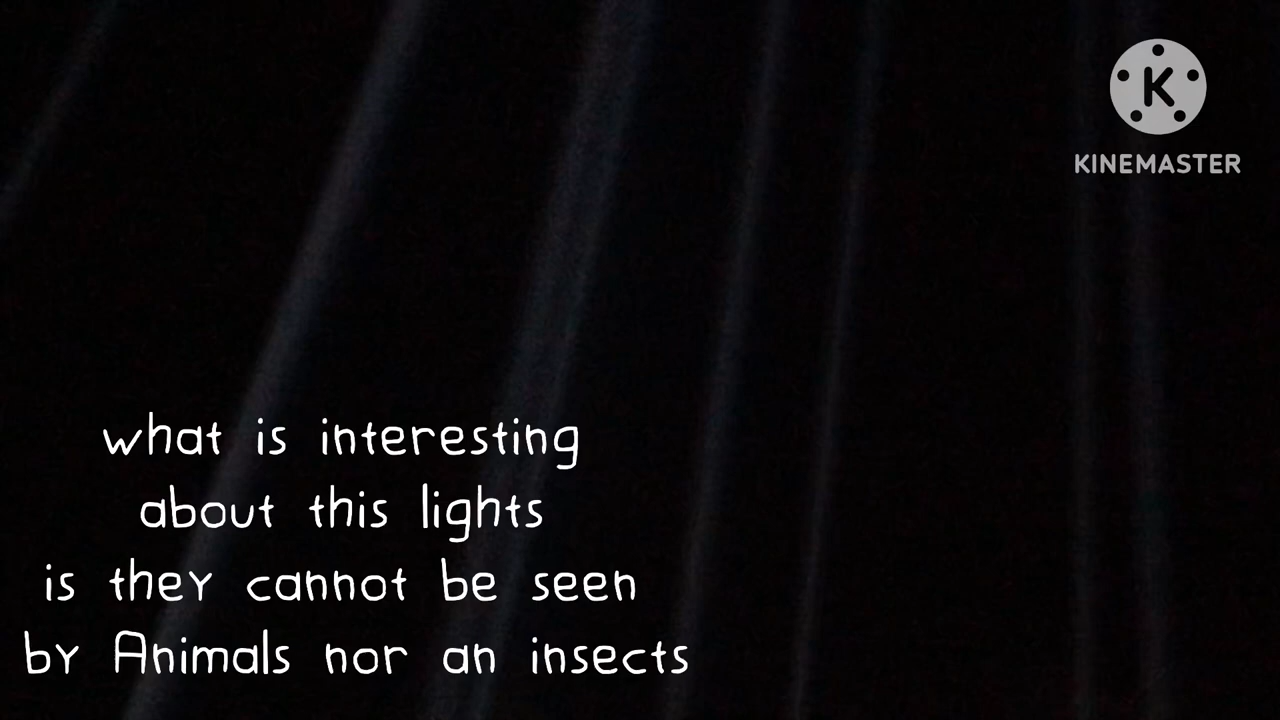 K
KINEMASTER
what is interesting
about this lights
is they cannot be seen
by Animals nor an insects